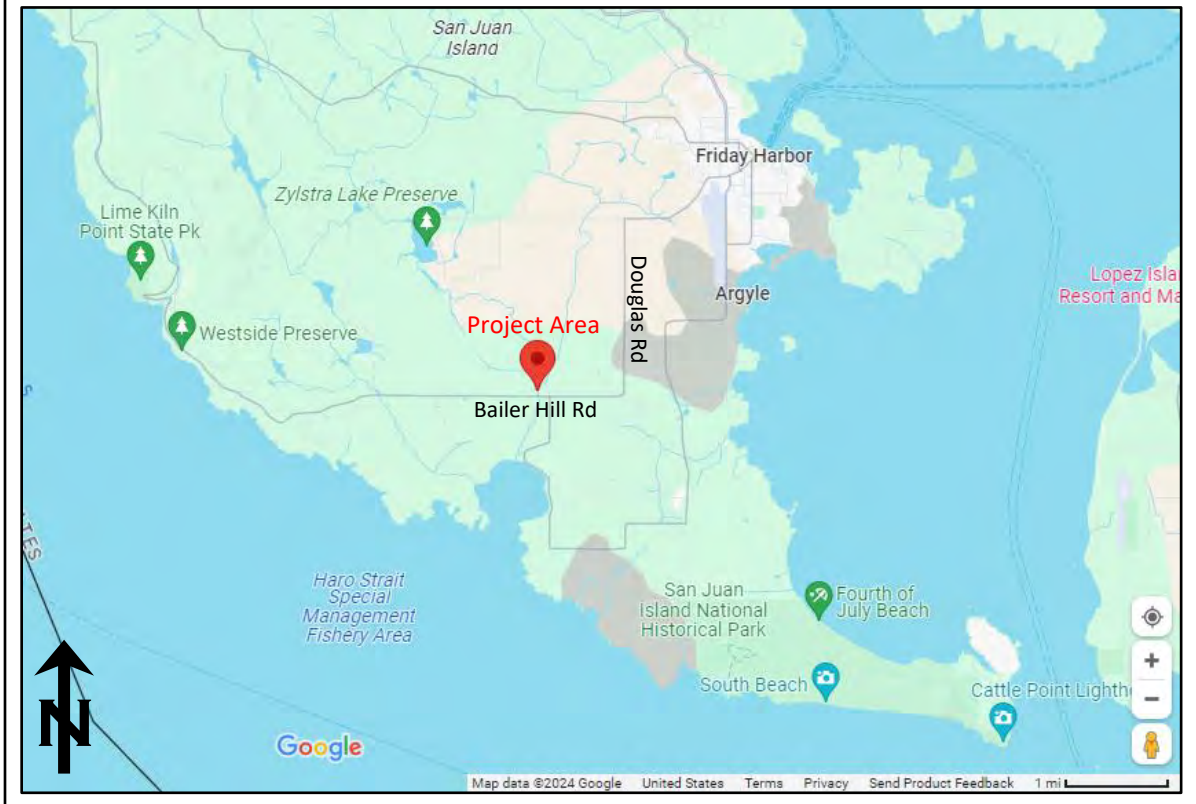 San Juan
Island
Friday Harbor
Zylstra Lake Preserve
Lime Kiln
Point State Pk
Douglas Rd
Argyle
Lopez Isla
Resort and Ma
Project Area
Westside Preserve
Bailer Hill Rd
S
TES
Haro Strait
Special
Management
Fishery Area
San Juan
Island National
Historical Park
Fourth of
July Beach
South Beach
Cattle Point Lighth
N
Google
Map data ©2024 Google United States Terms Privacy Send Product Feedback 1 mi